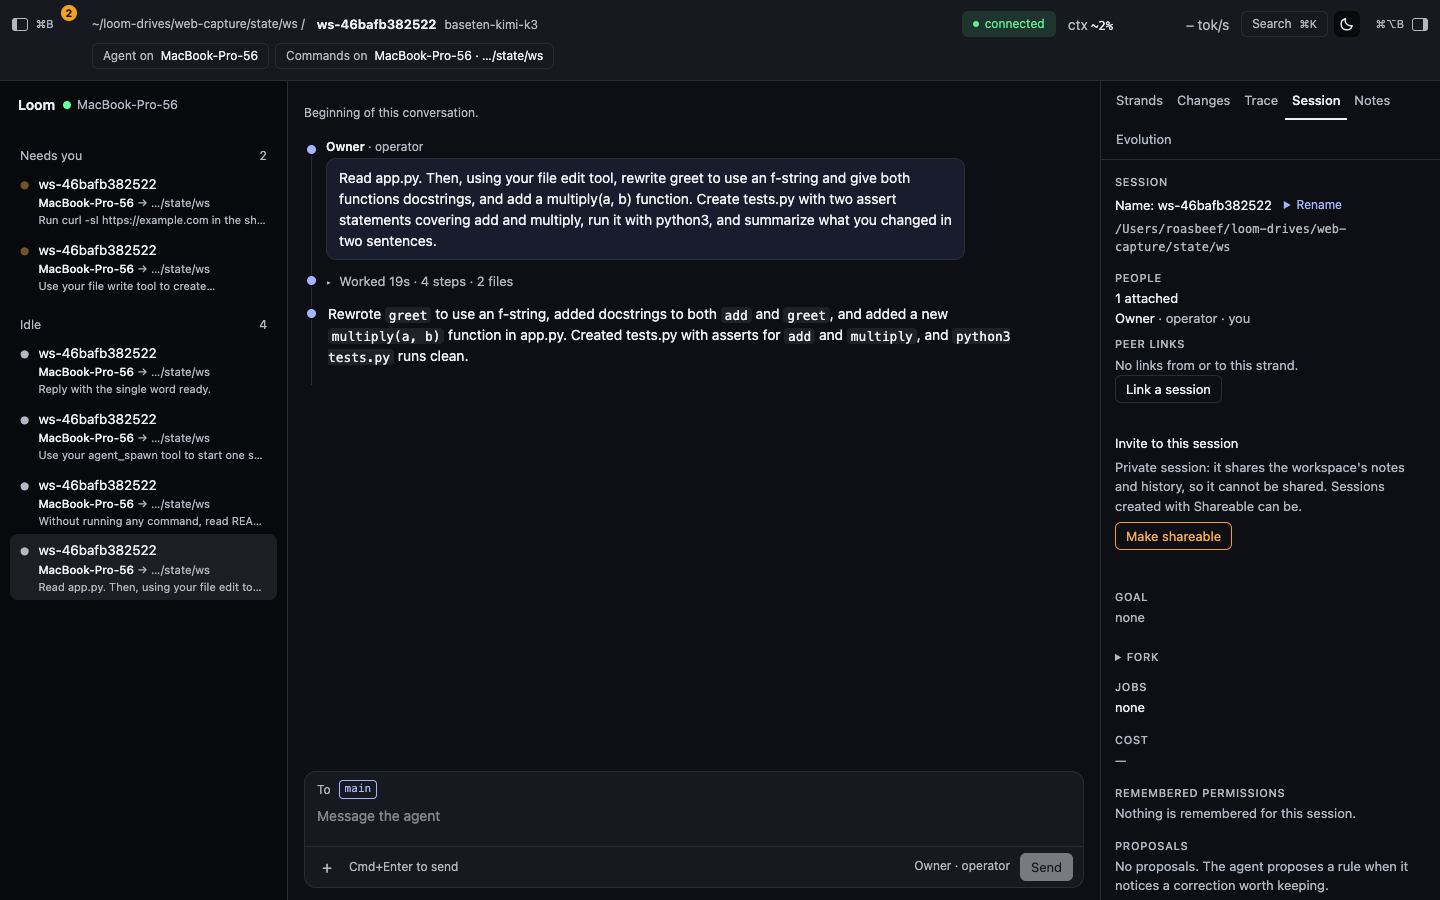 ⌘B
2
~/loom-drives/web-capture/state/ws / ws-46bafb382522 baseten-kimi-k3
connected
ctx ~2%
– tok/s
Search ⌘K
⌘⌥B
Agent on MacBook-Pro-56
Commands on MacBook-Pro-56 · .../state/ws
Loom MacBook-Pro-56
Needs you 2
ws-46bafb382522
MacBook-Pro-56 → .../state/ws
Run curl -sI https://example.com in the sh...
ws-46bafb382522
MacBook-Pro-56 → .../state/ws
Use your file write tool to create...
Idle 4
ws-46bafb382522
MacBook-Pro-56 → .../state/ws
Reply with the single word ready.
ws-46bafb382522
MacBook-Pro-56 → .../state/ws
Use your agent_spawn tool to start one s...
ws-46bafb382522
MacBook-Pro-56 → .../state/ws
Without running any command, read REA...
ws-46bafb382522
MacBook-Pro-56 → .../state/ws
Read app.py. Then, using your file edit to...
Beginning of this conversation.
Owner · operator
Read app.py. Then, using your file edit tool, rewrite greet to use an f-string and give both
functions docstrings, and add a multiply(a, b) function. Create tests.py with two assert
statements covering add and multiply, run it with python3, and summarize what you changed in
two sentences.
Worked 19s · 4 steps · 2 files
Rewrote greet to use an f-string, added docstrings to both add and greet, and added a new
multiply(a, b) function in app.py. Created tests.py with asserts for add and multiply, and python3
tests.py runs clean.
To main
Message the agent
+ Cmd+Enter to send
Owner · operator
Send
Strands Changes Trace Session Notes
Evolution
SESSION
Name: ws-46bafb382522 ▶ Rename
/Users/roasbeef/loom-drives/web-
capture/state/ws
PEOPLE
1 attached
Owner · operator · you
PEER LINKS
No links from or to this strand.
Link a session
Invite to this session
Private session: it shares the workspace's notes
and history, so it cannot be shared. Sessions
created with Shareable can be.
Make shareable
GOAL
none
▶ FORK
JOBS
none
COST
—
REMEMBERED PERMISSIONS
Nothing is remembered for this session.
PROPOSALS
No proposals. The agent proposes a rule when it
notices a correction worth keeping.